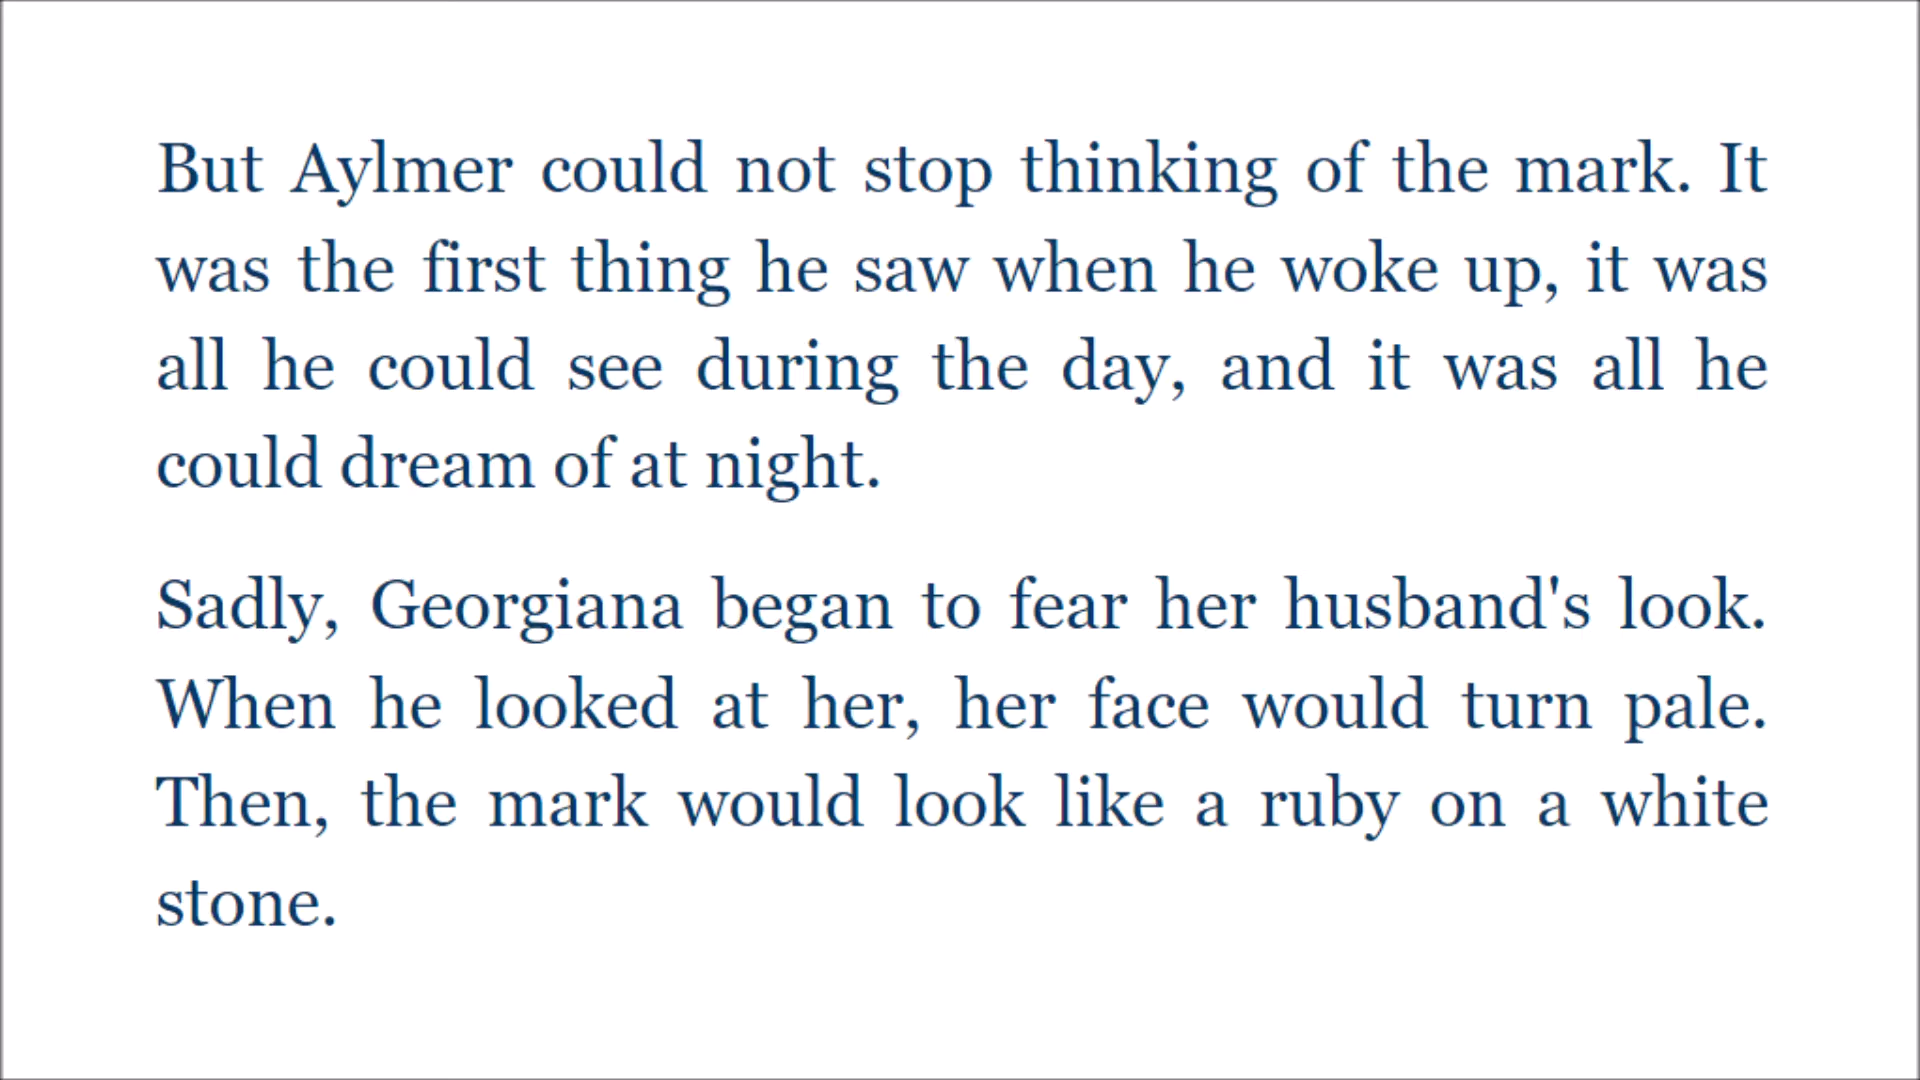 But Aylmer could not stop thinking of the mark. It
was the first thing he saw when he woke up, it was
all he could see during the day, and it was all he
could dream of at night.
Sadly, Georgiana began to fear her husband's look.
When he looked at her, her face would turn pale.
Then, the mark would look like a ruby on a white
stone.